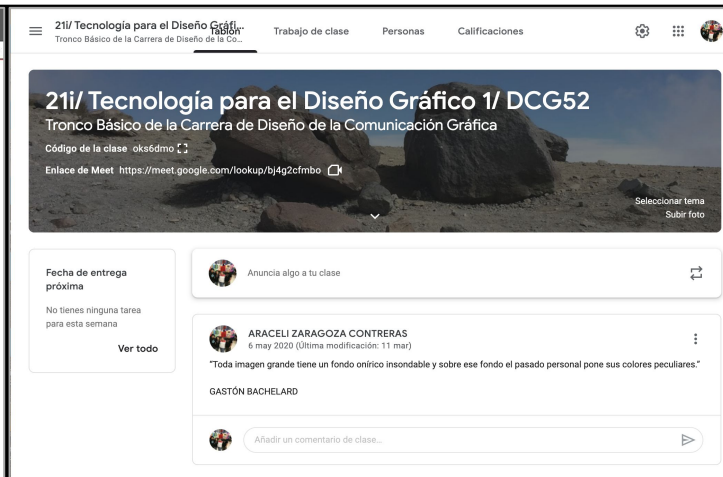 21i/ Tecnología para el Diseño Gráfi...
Tronco Básico de la Carrera de Diseño de la Co...
Tablón
Trabajo de clase
Personas
Calificaciones
21i/ Tecnología para el Diseño Gráfico 1/ DCG52
Tronco Básico de la Carrera de Diseño de la Comunicación Gráfica
Código de la clase oks6dmo
Enlace de Meet https://meet.google.com/lookup/bj4g2cfmbo
Seleccionar tema
Subir foto
Fecha de entrega
próxima
No tienes ninguna tarea
para esta semana
Ver todo
Anuncia algo a tu clase
ARACELI ZARAGOZA CONTRERAS
6 may 2020 (Última modificación: 11 mar)
"Toda imagen grande tiene un fondo onírico insondable y sobre ese fondo el pasado personal pone sus colores peculiares."
GASTÓN BACHELARD
Añadir un comentario de clase...